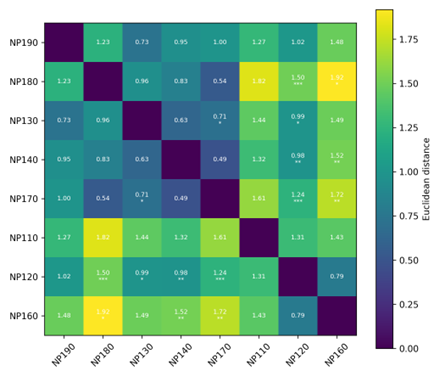 NP190 1.23 0.73 0.95 1.00 1.27 1.02 1.48
NP180 1.23 0.96 0.83 0.54 1.82 1.50 1.92
*** *
NP130 0.73 0.96 0.63 0.71 1.44 0.99 1.49
* *
NP140 0.95 0.83 0.63 0.49 1.32 0.98 1.52
** **
NP170 1.00 0.54 0.71 0.49 1.61 1.24 1.72
* *** **
NP110 1.27 1.82 1.44 1.32 1.61 1.31 1.43
NP120 1.02 1.50 0.99 0.98 1.24 1.31 0.79
*** * ** ***
NP160 1.48 1.92 1.49 1.52 1.72 1.43 0.79
* ** **
NP190 NP180 NP130 NP140 NP170 NP110 NP120 NP160
1.75
1.50
1.25
1.00
0.75
0.50
0.25
0.00
Euclidean distance